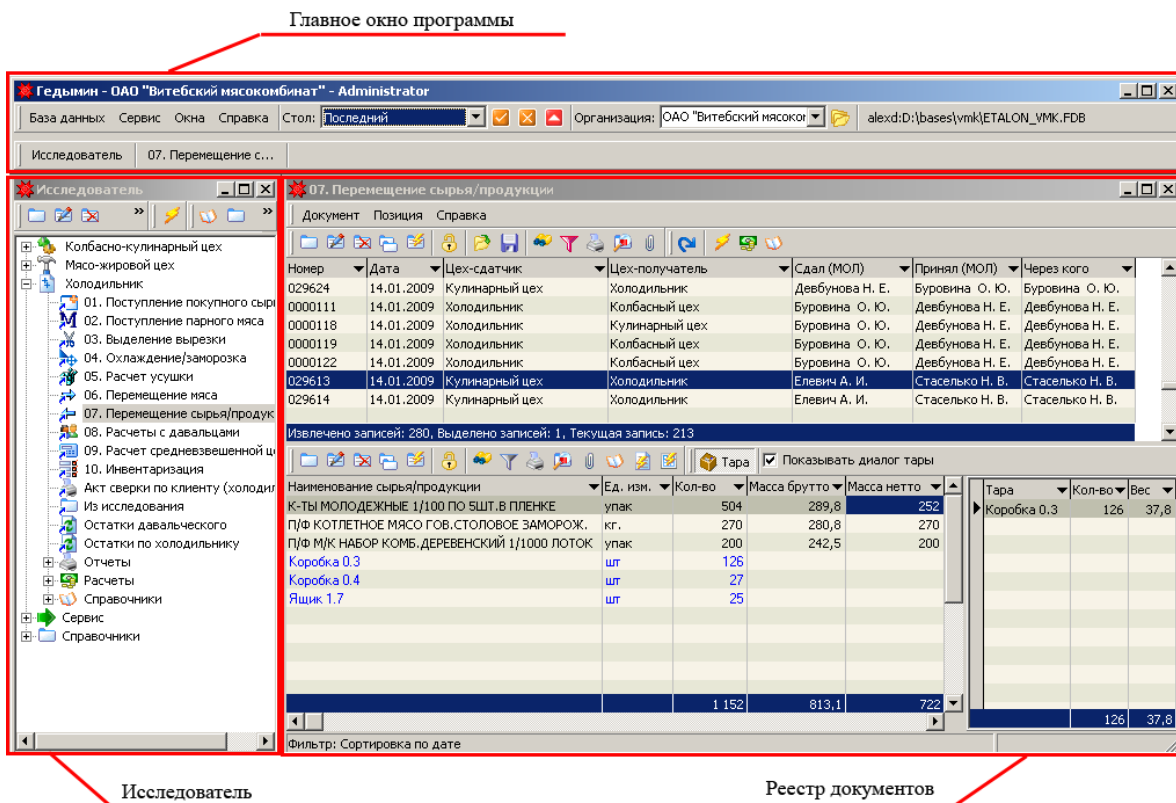 Главное окно программы
Гедымин - ОАО "Витебский мясокомбинат" - Administrator
База данных Сервис Окна Справка Стол: Последний Организация: ОАО "Витебский мясоком alexd:D:\bases\vmk\ETALON_VMK.FDB
Исследователь 07. Перемещение с...
Исследователь
» »
Колбасно-кулинарный цех
Мясо-жировой цех
Холодильник
01. Поступление покупного сырь
02. Поступление парного мяса
03. Выделение вырезки
04. Охлаждение/заморозка
05. Расчет усушки
06. Перемещение мяса
07. Перемещение сырья/продук
08. Расчеты с давальцами
09. Расчет средневзвешенной ц
10. Инвентаризация
Акт сверки по клиенту (холодил
Из исследования
Остатки давальческого
Остатки по холодильнику
Отчеты
Расчеты
Справочники
Сервис
Справочники
07. Перемещение сырья/продукции
Документ Позиция Справка
Номер Дата Цех-сдатчик Цех-получатель Сдал (МОЛ) Принял (МОЛ) Через кого
029624 14.01.2009 Кулинарный цех Холодильник Девбунова Н. Е. Буровина О. Ю. Буровина О. Ю.
0000111 14.01.2009 Холодильник Колбасный цех Буровина О. Ю. Девбунова Н. Е. Девбунова Н. Е.
0000118 14.01.2009 Холодильник Кулинарный цех Буровина О. Ю. Девбунова Н. Е. Девбунова Н. Е.
0000119 14.01.2009 Холодильник Колбасный цех Буровина О. Ю. Девбунова Н. Е. Девбунова Н. Е.
0000122 14.01.2009 Холодильник Колбасный цех Буровина О. Ю. Девбунова Н. Е. Девбунова Н. Е.
029613 14.01.2009 Кулинарный цех Холодильник Елевич А. И. Стаселько Н. В. Стаселько Н. В.
029614 14.01.2009 Кулинарный цех Холодильник Елевич А. И. Стаселько Н. В. Стаселько Н. В.
Извлечено записей: 280, Выделено записей: 1, Текущая запись: 213
Тара Показывать диалог тары
Наименование сырья/продукции Ед. изм. Кол-во Масса брутто Масса нетто
К-ТЫ МОЛОДЕЖНЫЕ 1/100 ПО 5ШТ.В ПЛЕНКЕ упак 504 289,8 252
П/Ф КОТЛЕТНОЕ МЯСО ГОВ.СТОЛОВОЕ ЗАМОРОЖ. кг. 270 280,8 270
П/Ф М/К НАБОР КОМБ.ДЕРЕВЕНСКИЙ 1/1000 ЛОТОК упак 200 242,5 200
Коробка 0.3 шт 126
Коробка 0.4 шт 27
Ящик 1.7 шт 25
1 152 813,1 722
Тара Кол-во Вес
Коробка 0.3 126 37,8
126 37,8
Фильтр: Сортировка по дате
Исследователь
Реестр документов